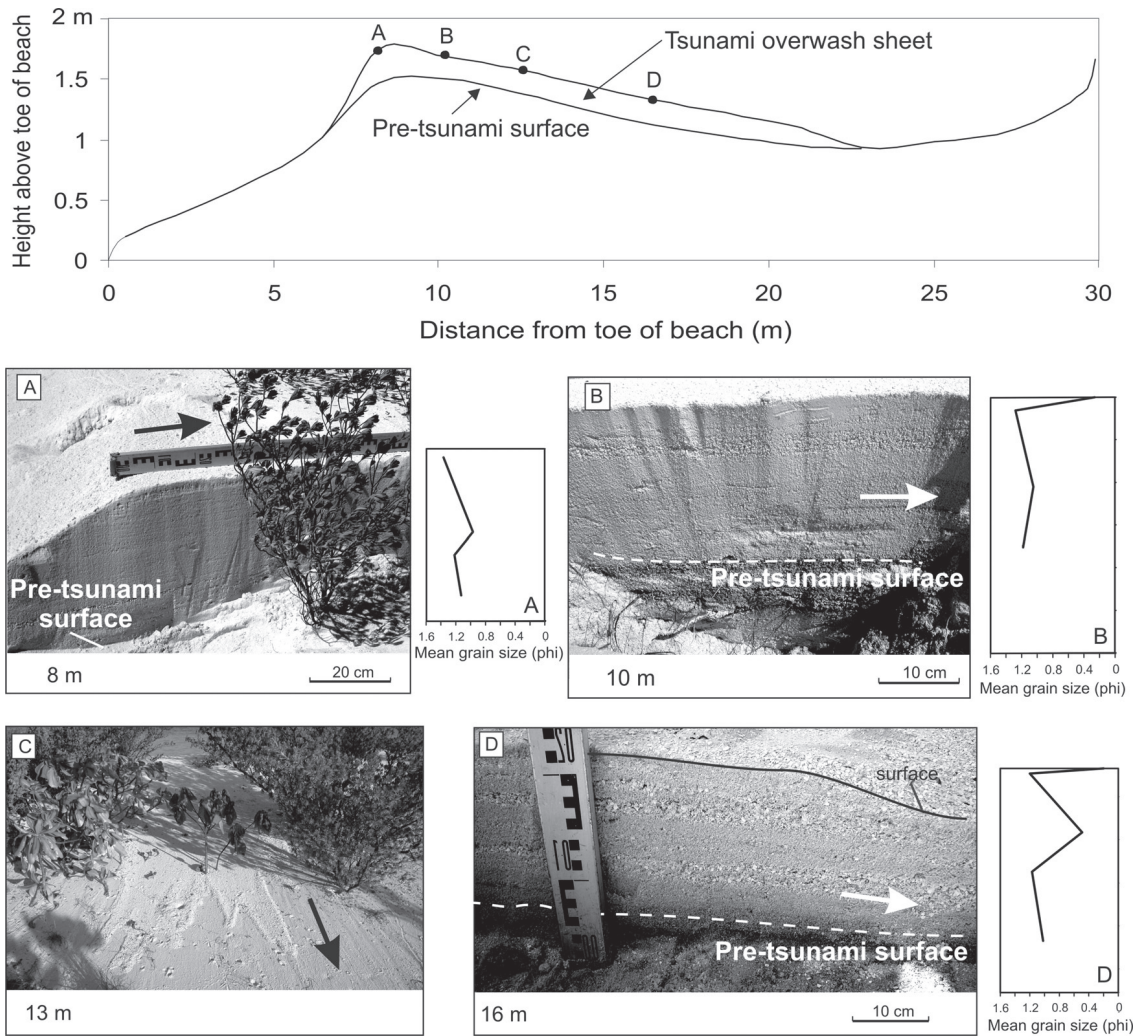 2 m
1.5
1
0.5
0
Height above toe of beach
A
B
C
D
Tsunami overwash sheet
Pre-tsunami surface
0
5
10
15
20
25
30
Distance from toe of beach (m)
A
Pre-tsunami
surface
8 m
20 cm
A
1.6 1.2 0.8 0.4 0
Mean grain size (phi)
B
Pre-tsunami surface
10 m
10 cm
B
1.6 1.2 0.8 0.4 0
Mean grain size (phi)
C
13 m
D
surface
Pre-tsunami surface
16 m
10 cm
D
1.6 1.2 0.8 0.4 0
Mean grain size (phi)